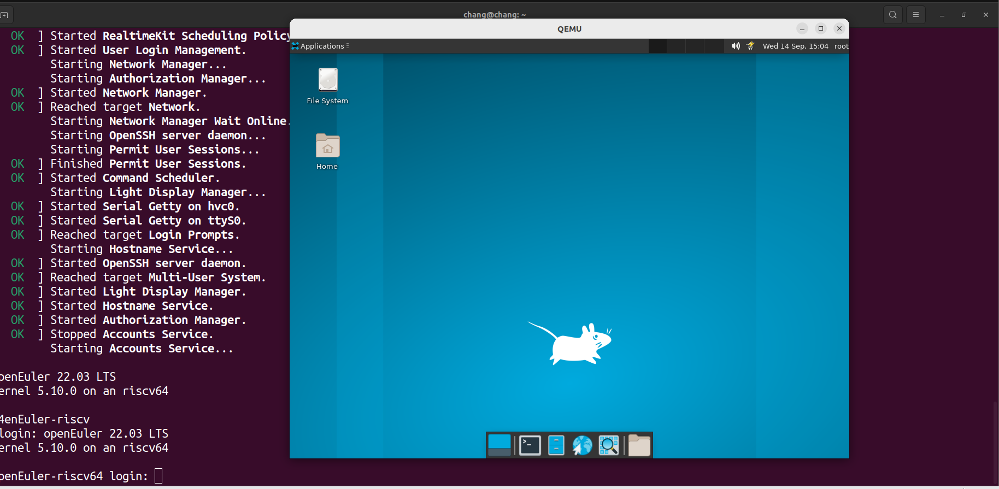 chang@chang: ~
OK ] Started RealtimeKit Scheduling Policy
OK ] Started User Login Management.
Starting Network Manager...
Starting Authorization Manager...
OK ] Started Network Manager.
OK ] Reached target Network.
Starting Network Manager Wait Online.
Starting OpenSSH server daemon...
Starting Permit User Sessions...
OK ] Finished Permit User Sessions.
OK ] Started Command Scheduler.
Starting Light Display Manager...
OK ] Started Serial Getty on hvc0.
OK ] Started Serial Getty on ttyS0.
OK ] Reached target Login Prompts.
Starting Hostname Service...
OK ] Started OpenSSH server daemon.
OK ] Reached target Multi-User System.
OK ] Started Light Display Manager.
OK ] Started Hostname Service.
OK ] Started Authorization Manager.
OK ] Stopped Accounts Service.
Starting Accounts Service...
penEuler 22.03 LTS
ernel 5.10.0 on an riscv64
4enEuler-riscv
login: openEuler 22.03 LTS
ernel 5.10.0 on an riscv64
penEuler-riscv64 login:
QEMU
Applications
Wed 14 Sep, 15:04 root
File System
Home
>_